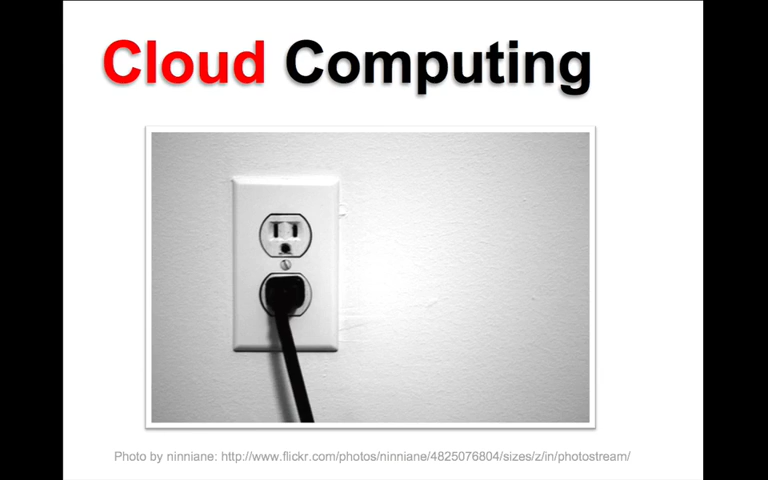 Cloud Computing
Photo by ninniane: http://www.flickr.com/photos/ninniane/4825076804/sizes/z/in/photostream/